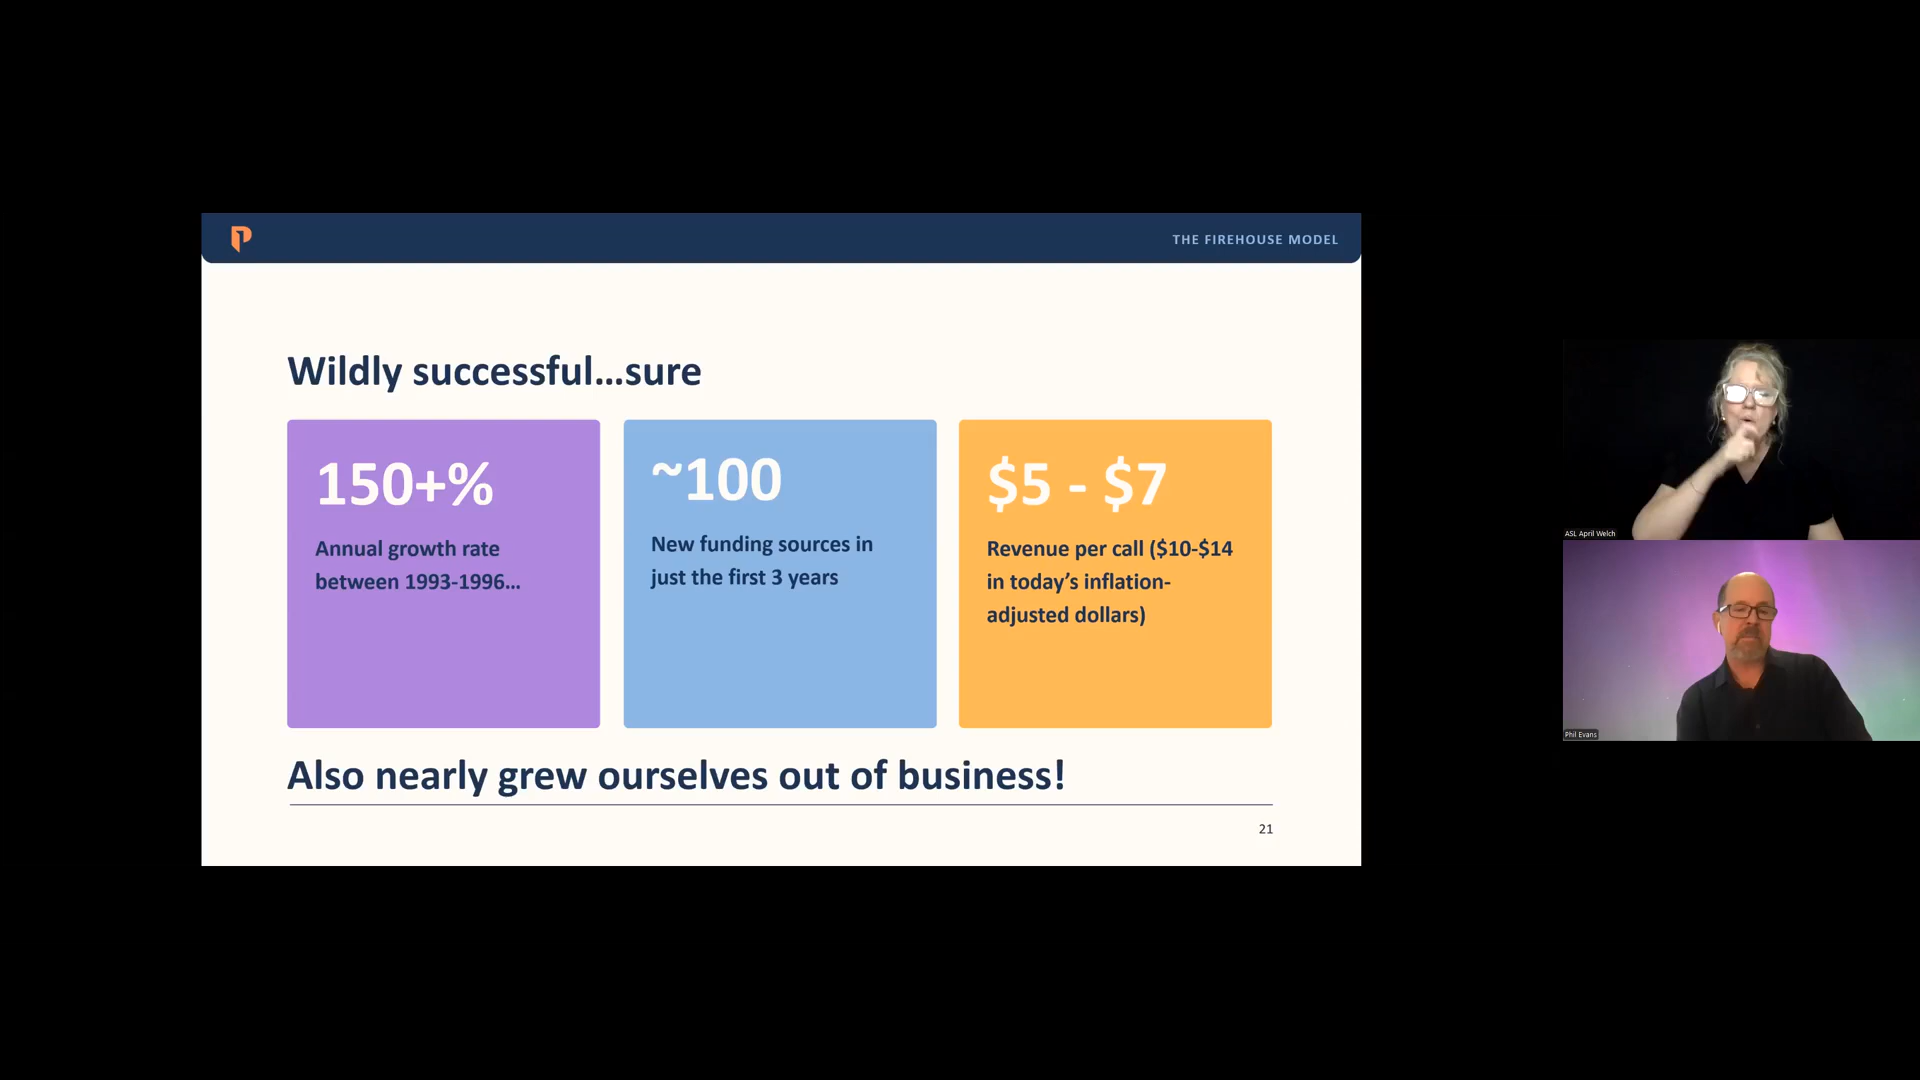 THE FIREHOUSE MODEL
Wildly successful...sure
150+%
Annual growth rate
between 1993-1996...
~100
New funding sources in
just the first 3 years
$5 - $7
Revenue per call ($10-$14
in today’s inflation-
adjusted dollars)
Also nearly grew ourselves out of business!
21
ASL April Welch
Phil Evans